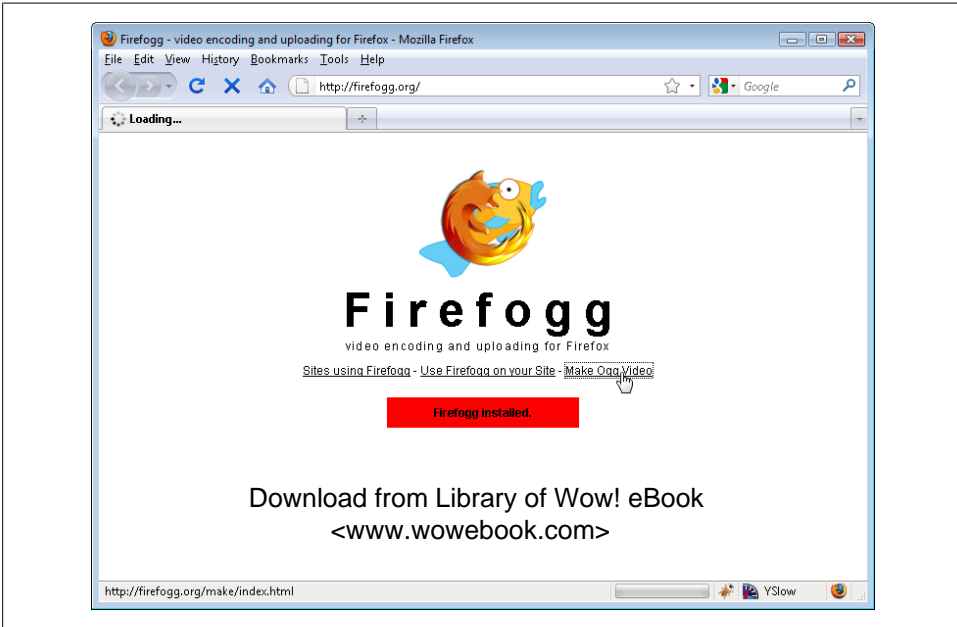 Firefogg - video encoding and uploading for Firefox - Mozilla Firefox
File Edit View History Bookmarks Tools Help
http://firefogg.org/
Google
Loading...
Firefogg
video encoding and uploading for Firefox
Sites using Firefogg - Use Firefogg on your Site - Make Ogg Video
Firefogg installed.
Download from Library of Wow! eBook
<www.wowebook.com>
http://firefogg.org/make/index.html
YSlow